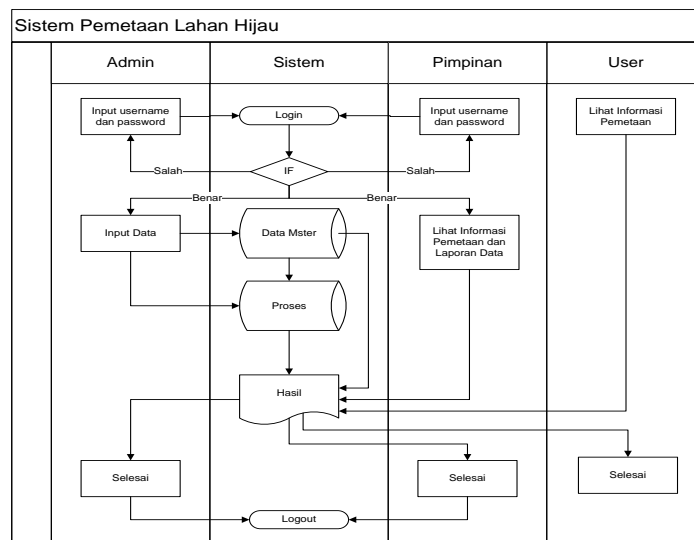 Sistem Pemetaan Lahan Hijau
Admin
Sistem
Pimpinan
User
Input username
dan password
Login
Input username
dan password
Lihat Informasi
Pemetaan
Salah
IF
Salah
Benar
Benar
Input Data
Data Mster
Lihat Informasi
Pemetaan dan
Laporan Data
Proses
Hasil
Selesai
Selesai
Selesai
Logout